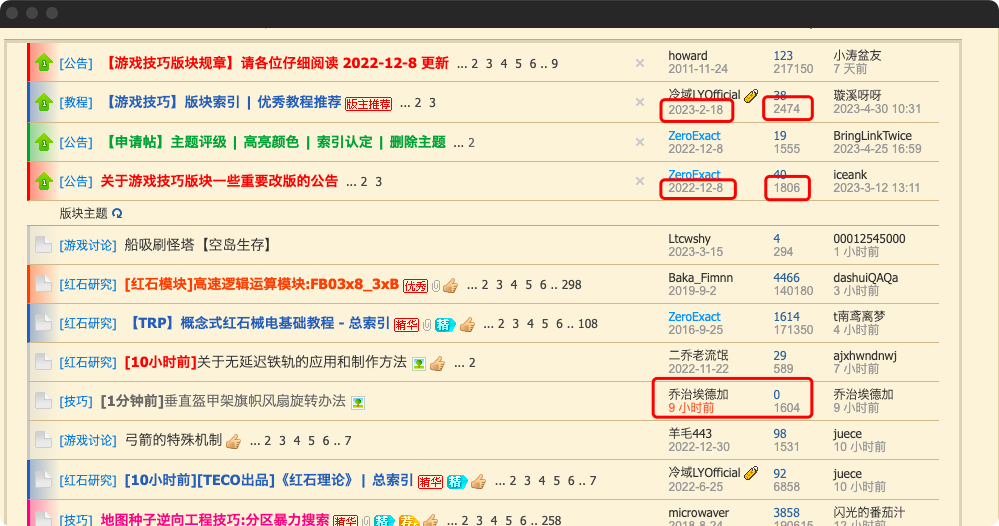 [公告] 【游戏技巧版块规章】请各位仔细阅读 2022-12-8 更新 ... 2 3 4 5 6 .. 9 howard 123 小涛盆友
2011-11-24 217150 7 天前
[教程] 【游戏技巧】版块索引 | 优秀教程推荐 版主推荐 ... 2 3 冷域LYOfficial 38 璇溪呀呀
2023-2-18 2474 2023-4-30 10:31
[公告] 【申请帖】主题评级 | 高亮颜色 | 索引认定 | 删除主题 ... 2 ZeroExact 19 BringLinkTwice
2022-12-8 1555 2023-4-25 16:59
[公告] 关于游戏技巧版块一些重要改版的公告 ... 2 3 ZeroExact 40 iceank
2022-12-8 1806 2023-3-12 13:11
版块主题
[游戏讨论] 船吸刷怪塔【空岛生存】 Ltcwshy 4 00012545000
2023-3-15 294 1 小时前
[红石研究] [红石模块]高速逻辑运算模块:FB03x8_3xB 优秀 ... 2 3 4 5 6 .. 298 Baka_Fimnn 4466 dashuiQAQa
2019-9-2 140180 3 小时前
[红石研究] 【TRP】概念式红石械电基础教程 - 总索引 精华 精 ... 2 3 4 5 6 .. 108 ZeroExact 1614 t南鸢离梦
2016-9-25 171350 4 小时前
[红石研究] [10小时前]关于无延迟铁轨的应用和制作方法 ... 2 二乔老流氓 29 ajxhwndnwj
2022-11-22 589 7 小时前
[技巧] [1分钟前]垂直盔甲架旗帜风扇旋转办法 乔治埃德加 0 乔治埃德加
9 小时前 1604 9 小时前
[游戏讨论] 弓箭的特殊机制 ... 2 3 4 5 6 .. 7 羊毛443 98 juece
2022-12-30 1531 10 小时前
[红石研究] [10小时前][TECO出品]《红石理论》 | 总索引 精华 精 ... 2 3 4 5 6 .. 7 冷域LYOfficial 92 juece
2022-6-25 6858 10 小时前
[技巧] 地图种子逆向工程技巧:分区暴力搜索 精华 精 荐 ... 2 3 4 5 6 .. 258 microwaver 3858 闪光的番茄汁
2018-8-24 190615 12 小时前